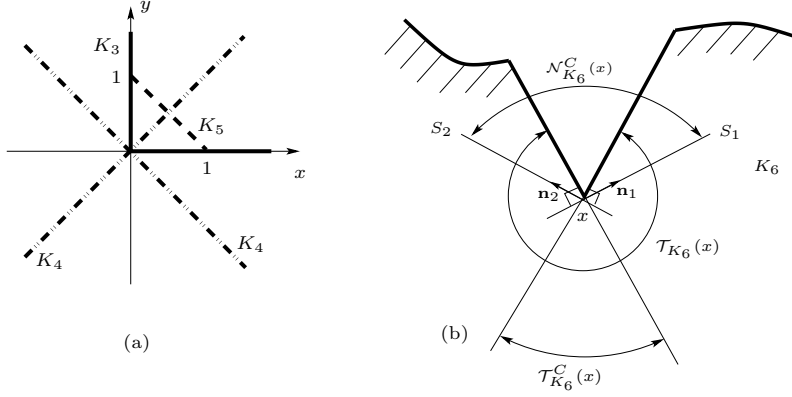 y
K₃
1
K₅
1
x
K₄
K₄
(a)
𝒩^C_{K₆}(x)
S₂
S₁
K₆
n₂
n₁
x
𝒯_{K₆}(x)
(b)
𝒯^C_{K₆}(x)